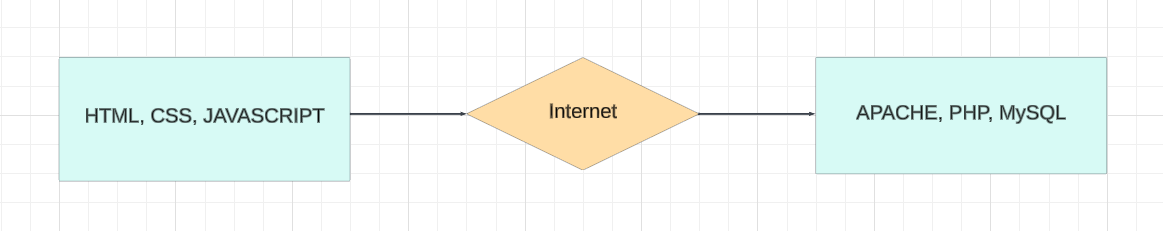 HTML, CSS, JAVASCRIPT
Internet
APACHE, PHP, MySQL